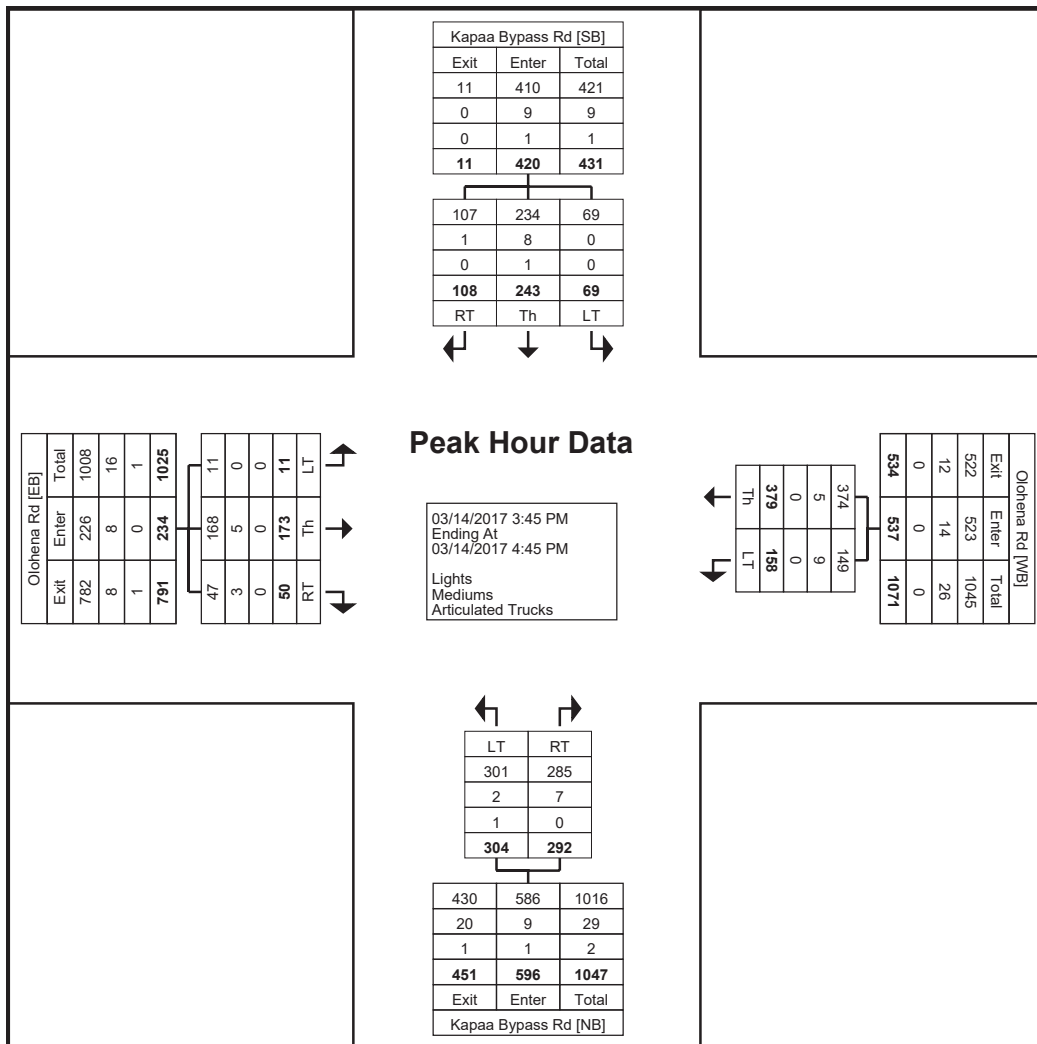 Kapaa Bypass Rd [SB]
Exit Enter Total
11 410 421
0 9 9
0 1 1
11 420 431
107 234 69
1 8 0
0 1 0
108 243 69
RT Th LT
Peak Hour Data
Olohena Rd [EB]
Total Enter Exit
1008 226 782
16 8 8
1 0 1
1025 234 791
11 168 47
0 5 3
0 0 0
11 173 50
LT Th RT
03/14/2017 3:45 PM
Ending At
03/14/2017 4:45 PM
Lights
Mediums
Articulated Trucks
Olohena Rd [WB]
Exit Enter Total
522 523 1045
12 14 26
0 0 0
534 537 1071
374 149
5 9
0 0
379 158
Th LT
LT RT
301 285
2 7
1 0
304 292
430 586 1016
20 9 29
1 1 2
451 596 1047
Exit Enter Total
Kapaa Bypass Rd [NB]